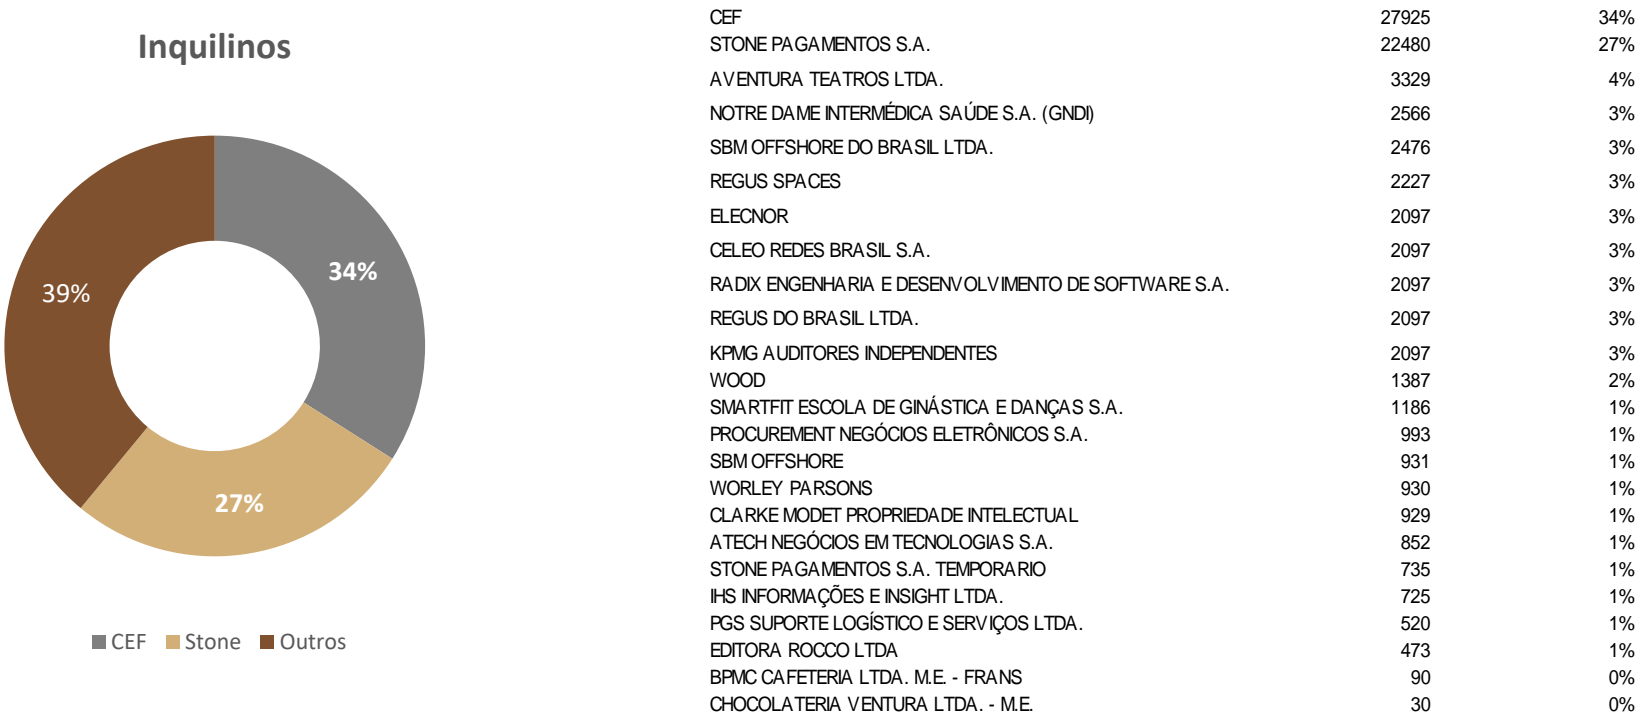 Inquilinos
34%
27%
39%
CEF Stone Outros
CEF 27925 34%
STONE PAGAMENTOS S.A. 22480 27%
AVENTURA TEATROS LTDA. 3329 4%
NOTRE DAME INTERMÉDICA SAÚDE S.A. (GNDI) 2566 3%
SBM OFFSHORE DO BRASIL LTDA. 2476 3%
REGUS SPACES 2227 3%
ELECNOR 2097 3%
CELEO REDES BRASIL S.A. 2097 3%
RADIX ENGENHARIA E DESENVOLVIMENTO DE SOFTWARE S.A. 2097 3%
REGUS DO BRASIL LTDA. 2097 3%
KPMG AUDITORES INDEPENDENTES 2097 3%
WOOD 1387 2%
SMARTFIT ESCOLA DE GINÁSTICA E DANÇAS S.A. 1186 1%
PROCUREMENT NEGÓCIOS ELETRÔNICOS S.A. 993 1%
SBM OFFSHORE 931 1%
WORLEY PARSONS 930 1%
CLARKE MODET PROPRIEDADE INTELECTUAL 929 1%
ATECH NEGÓCIOS EM TECNOLOGIAS S.A. 852 1%
STONE PAGAMENTOS S.A. TEMPORARIO 735 1%
IHS INFORMAÇÕES E INSIGHT LTDA. 725 1%
PGS SUPORTE LOGÍSTICO E SERVIÇOS LTDA. 520 1%
EDITORA ROCCO LTDA 473 1%
BPMC CAFETERIA LTDA. M.E. - FRANS 90 0%
CHOCOLATERIA VENTURA LTDA. - M.E. 30 0%